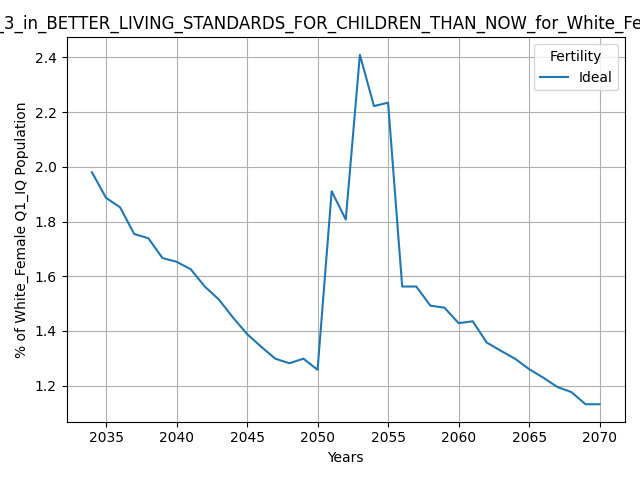 _3_in_BETTER_LIVING_STANDARDS_FOR_CHILDREN_THAN_NOW_for_White_Fe
Fertility
Ideal
% of White_Female Q1_IQ Population
2.4
2.2
2.0
1.8
1.6
1.4
1.2
2035 2040 2045 2050 2055 2060 2065 2070
Years